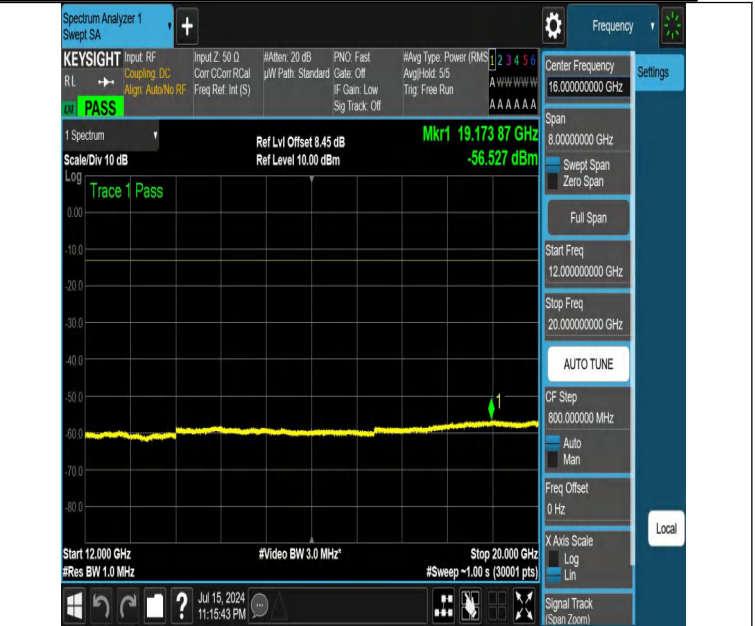 Spectrum Analyzer 1
Swept SA
+
Frequency
KEYSIGHT
RL
PASS
Input: RF
Coupling: DC
Align: Auto/No RF
Input Z: 50 Ω
Corr CCorr RCal
Freq Ref: Int (S)
#Atten: 20 dB
µW Path: Standard
PNO: Fast
Gate: Off
IF Gain: Low
Sig Track: Off
#Avg Type: Power (RMS
Avg|Hold: 5/5
Trig: Free Run
1 2 3 4 5 6
A W W W W W
A A A A A A
1 Spectrum
Scale/Div 10 dB
Ref Lvl Offset 8.45 dB
Ref Level 10.00 dBm
Mkr1 19.173 87 GHz
-56.527 dBm
Log
Trace 1 Pass
0.00
-10.0
-20.0
-30.0
-40.0
-50.0
-60.0
-70.0
-80.0
1
Start 12.000 GHz
#Res BW 1.0 MHz
#Video BW 3.0 MHz*
Stop 20.000 GHz
#Sweep ~1.00 s (30001 pts)
Center Frequency
16.000000000 GHz
Settings
Span
8.00000000 GHz
Swept Span
Zero Span
Full Span
Start Freq
12.000000000 GHz
Stop Freq
20.000000000 GHz
AUTO TUNE
CF Step
800.000000 MHz
Auto
Man
Freq Offset
0 Hz
Local
X Axis Scale
Log
Lin
Signal Track
(Span Zoom)
?
Jul 15, 2024
11:15:43 PM